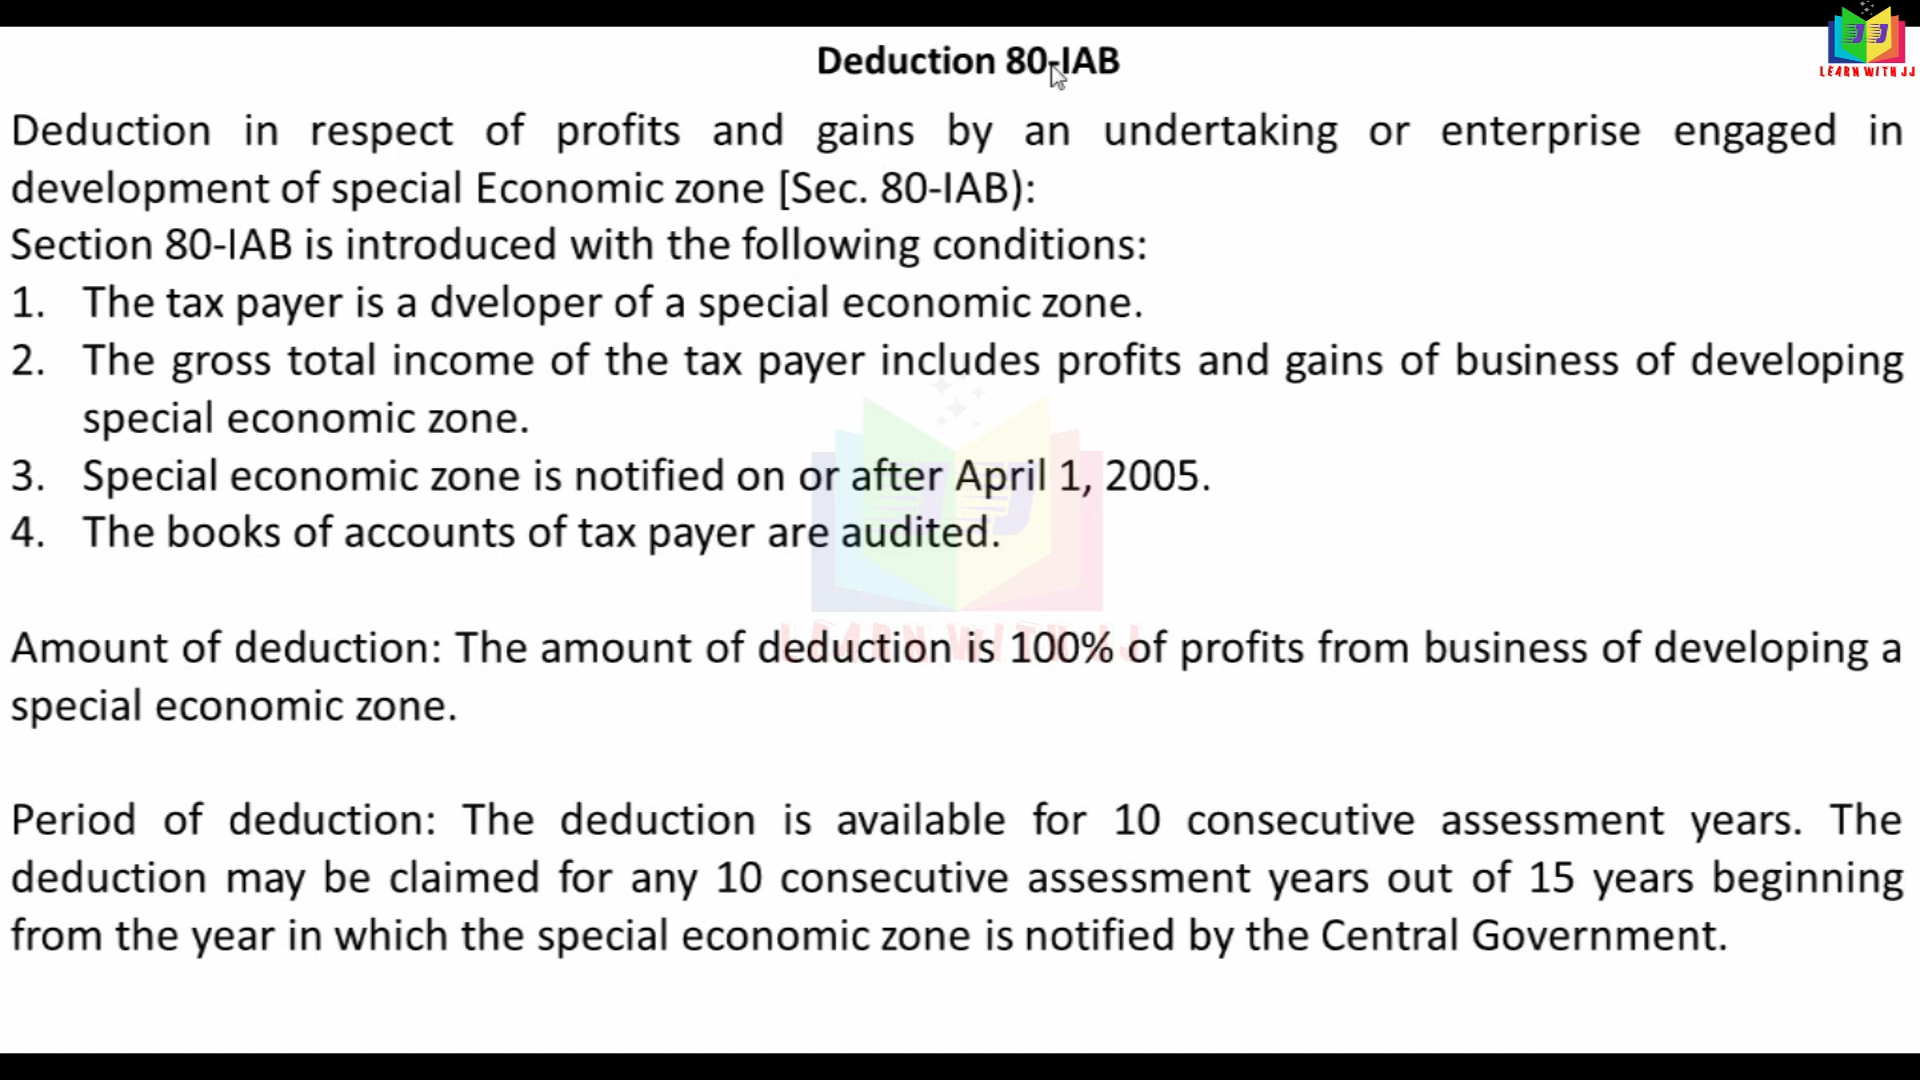 Deduction 80-IAB
LEARN WITH JJ
Deduction in respect of profits and gains by an undertaking or enterprise engaged in
development of special Economic zone [Sec. 80-IAB):
Section 80-IAB is introduced with the following conditions:
1. The tax payer is a dveloper of a special economic zone.
2. The gross total income of the tax payer includes profits and gains of business of developing
special economic zone.
3. Special economic zone is notified on or after April 1, 2005.
4. The books of accounts of tax payer are audited.
JJ
LEARN WITH JJ
Amount of deduction: The amount of deduction is 100% of profits from business of developing a
special economic zone.
Period of deduction: The deduction is available for 10 consecutive assessment years. The
deduction may be claimed for any 10 consecutive assessment years out of 15 years beginning
from the year in which the special economic zone is notified by the Central Government.